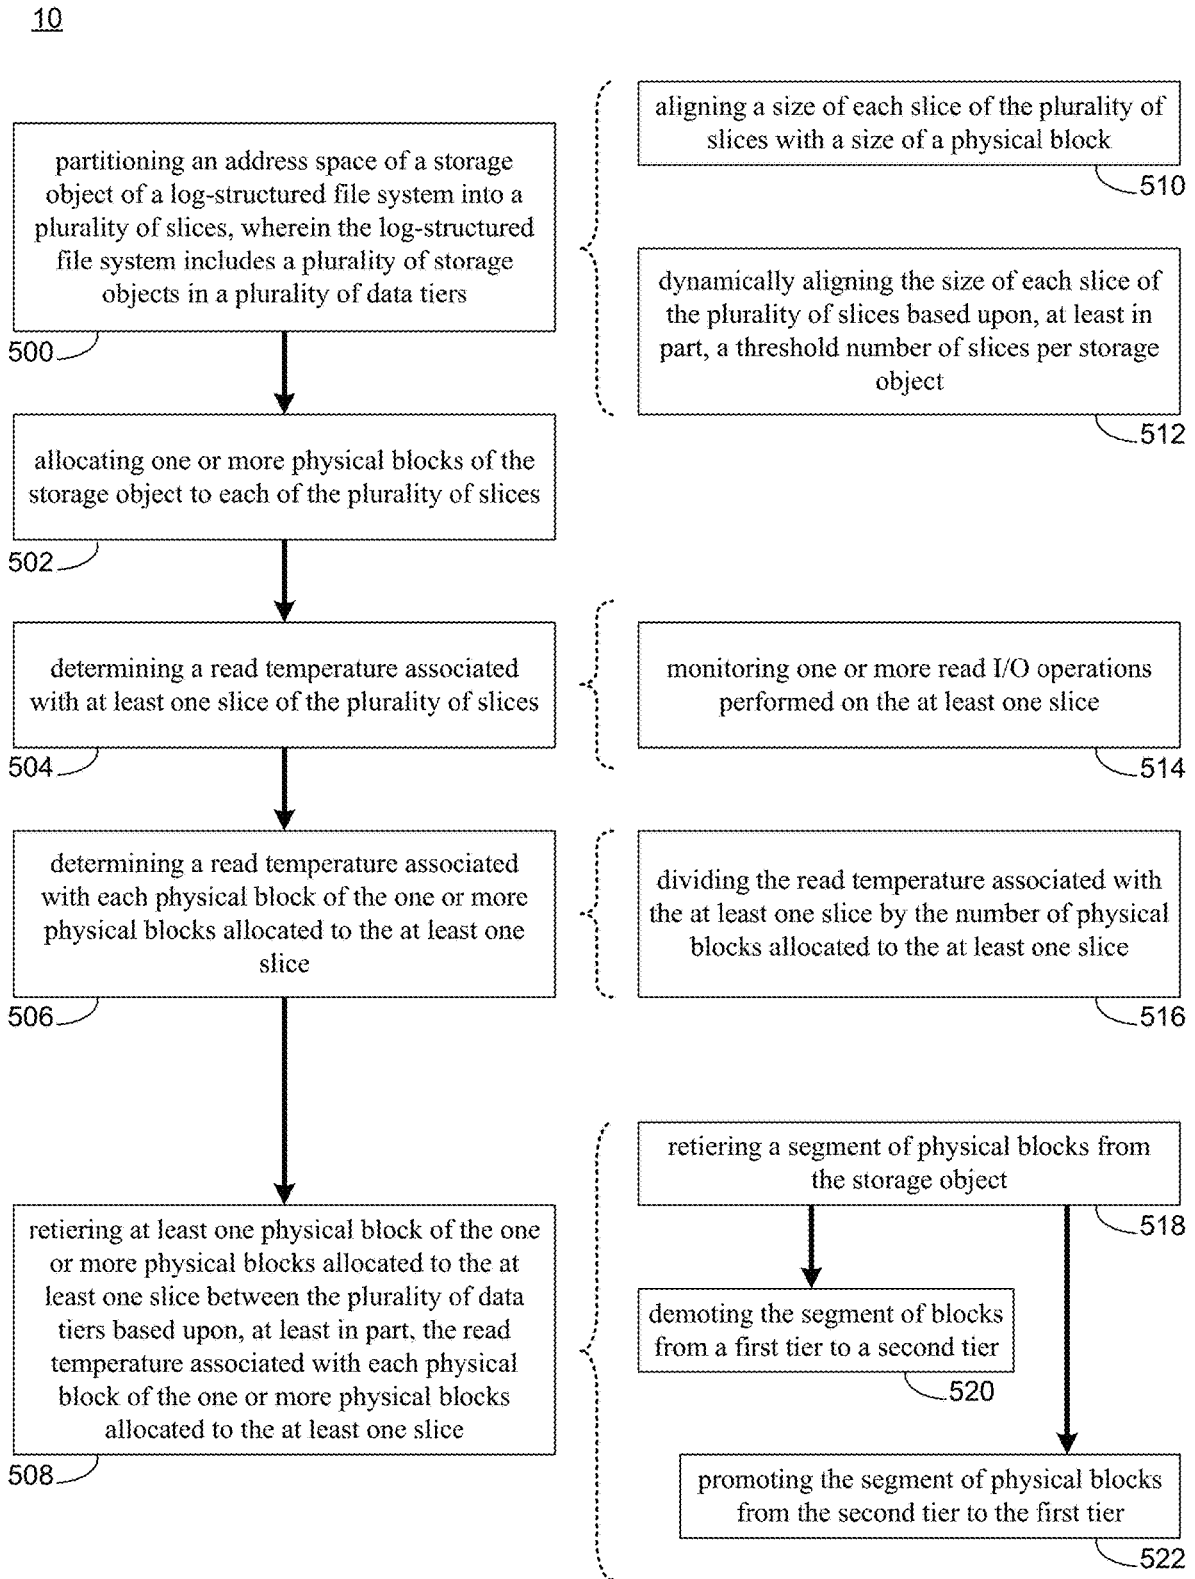 10
partitioning an address space of a storage
object of a log-structured file system into a
plurality of slices, wherein the log-structured
file system includes a plurality of storage
objects in a plurality of data tiers
500
aligning a size of each slice of the plurality of
slices with a size of a physical block
510
dynamically aligning the size of each slice of
the plurality of slices based upon, at least in
part, a threshold number of slices per storage
object
512
allocating one or more physical blocks of the
storage object to each of the plurality of slices
502
determining a read temperature associated
with at least one slice of the plurality of slices
504
monitoring one or more read I/O operations
performed on the at least one slice
514
determining a read temperature associated
with each physical block of the one or more
physical blocks allocated to the at least one
slice
506
dividing the read temperature associated with
the at least one slice by the number of physical
blocks allocated to the at least one slice
516
retiering at least one physical block of the one
or more physical blocks allocated to the at
least one slice between the plurality of data
tiers based upon, at least in part, the read
temperature associated with each physical
block of the one or more physical blocks
allocated to the at least one slice
508
retiering a segment of physical blocks from
the storage object
518
demoting the segment of blocks
from a first tier to a second tier
520
promoting the segment of physical blocks
from the second tier to the first tier
522